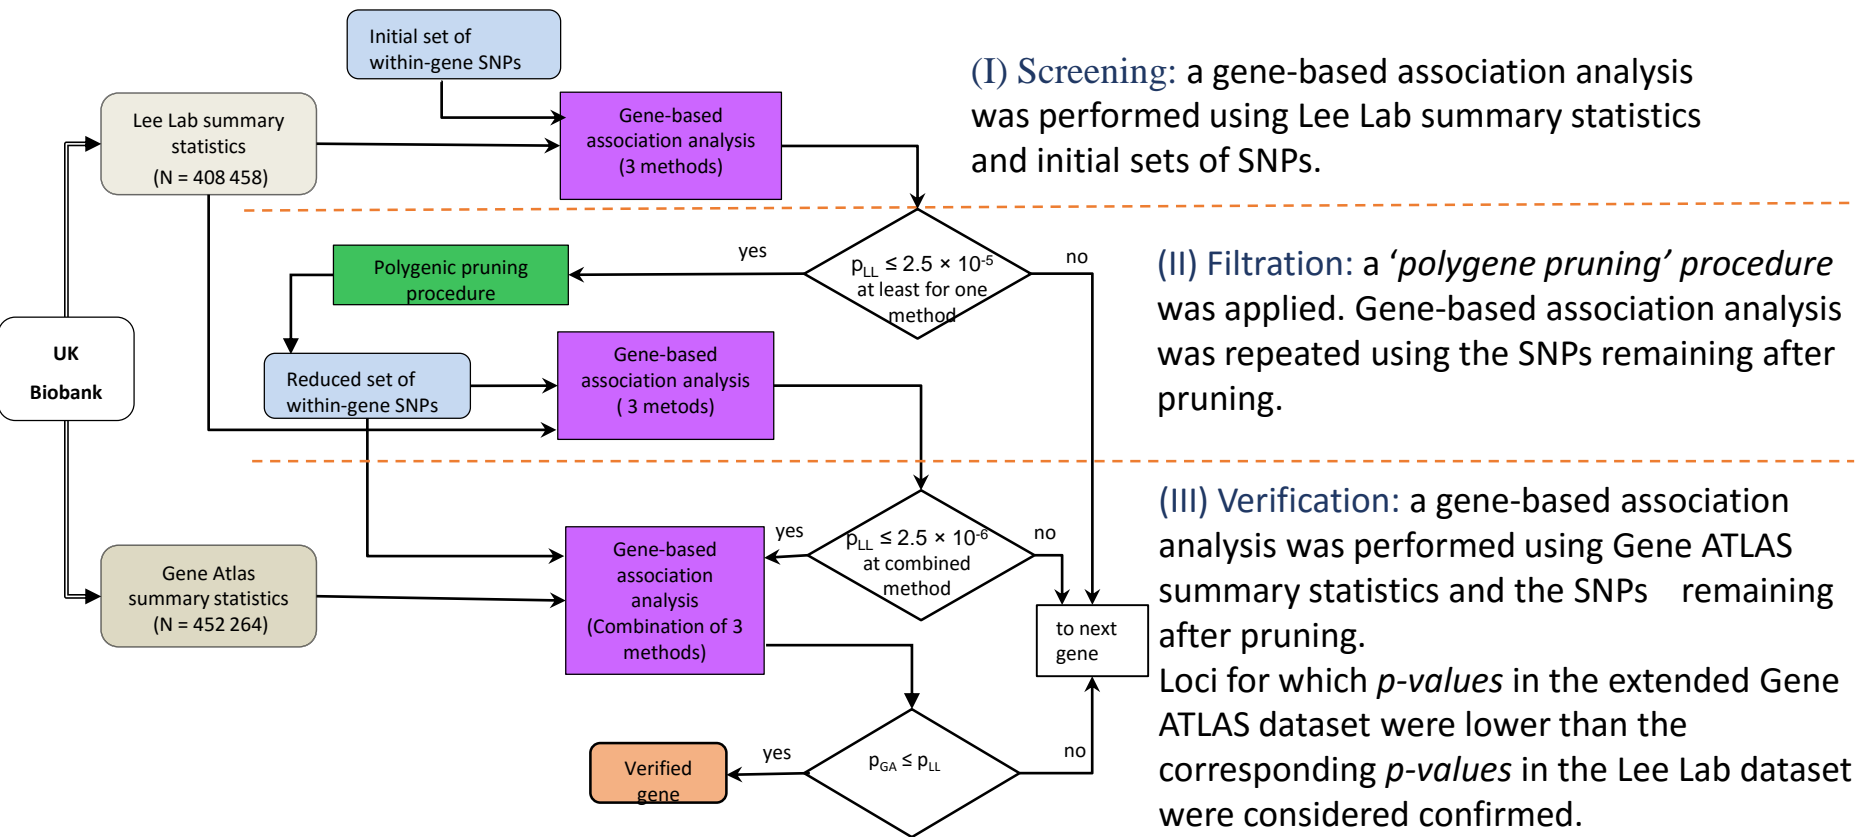 Initial set of
within-gene SNPs
Lee Lab summary
statistics
(N = 408 458)
Gene-based
association analysis
(3 methods)
(I) Screening: a gene-based association analysis
was performed using Lee Lab summary statistics
and initial sets of SNPs.
yes
no
Polygenic pruning
procedure
pLL ≤ 2.5 × 10-5
at least for one
method
(II) Filtration: a ‘polygene pruning’ procedure
was applied. Gene-based association analysis
was repeated using the SNPs remaining after
pruning.
UK
Biobank
Reduced set of
within-gene SNPs
Gene-based
association analysis
( 3 metods)
yes
no
pLL ≤ 2.5 × 10-6
at combined
method
Gene Atlas
summary statistics
(N = 452 264)
Gene-based
association
analysis
(Combination of 3
methods)
to next
gene
(III) Verification: a gene-based association
analysis was performed using Gene ATLAS
summary statistics and the SNPs remaining
after pruning.
Loci for which p-values in the extended Gene
ATLAS dataset were lower than the
corresponding p-values in the Lee Lab dataset
were considered confirmed.
Verified
gene
yes
pGA ≤ pLL
no